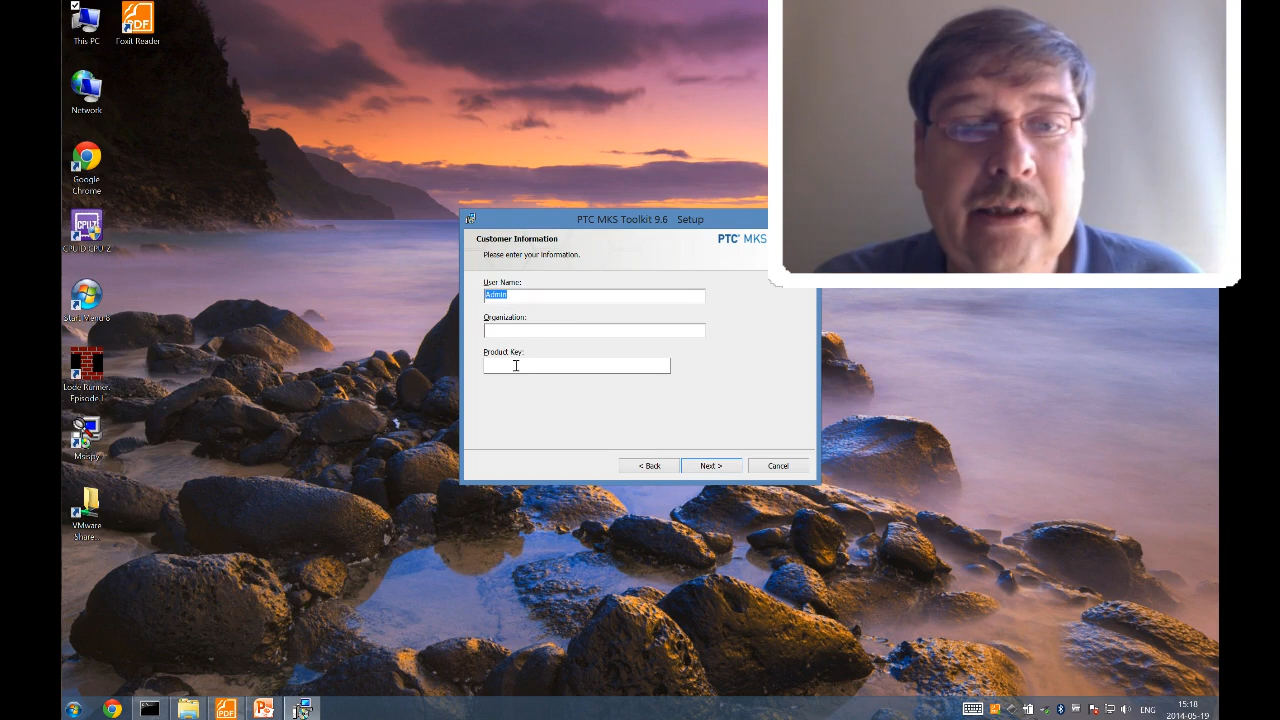 This PC
Foxit Reader
Network
Google
Chrome
CPUID CPU-Z
Start Menu 8
Lode Runner.
Episode I
Mkspy
VMware
Share...
PTC MKS Toolkit 9.6 Setup
Customer Information
Please enter your information.
PTC MKS
User Name:
Admin
Organization:
Product Key:
< Back
Next >
Cancel
ENG
15:18
2014-05-19